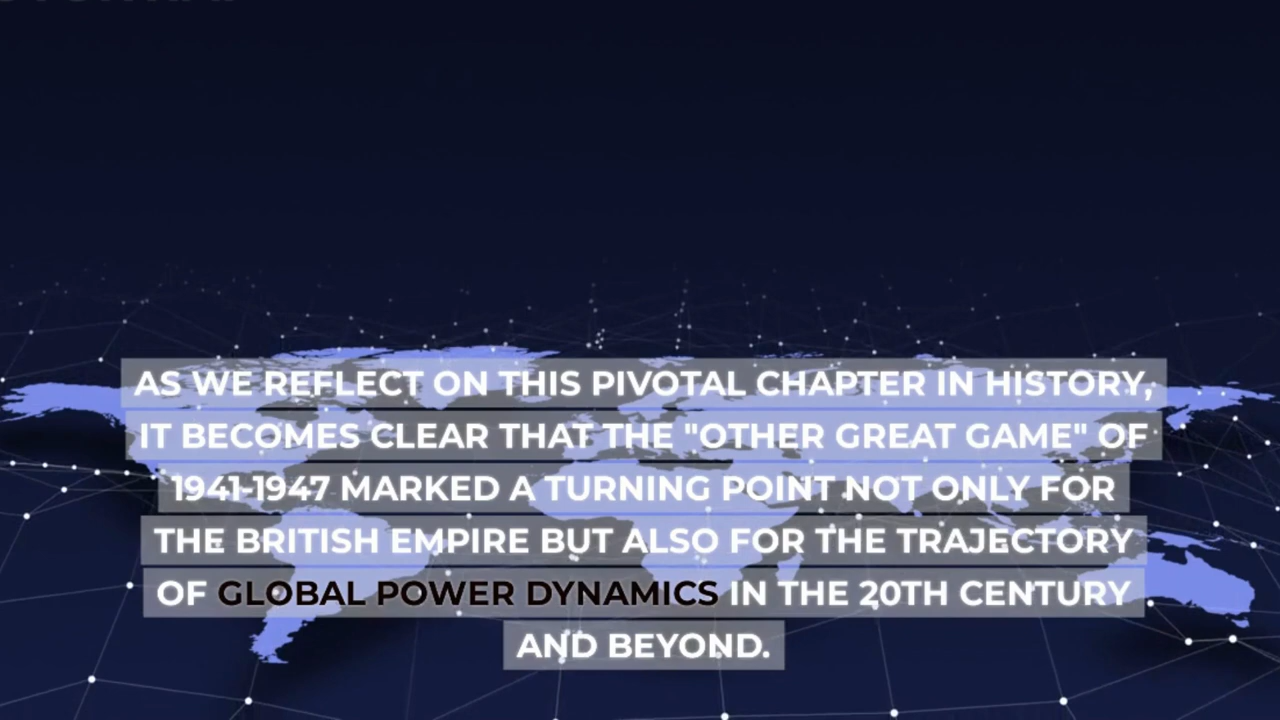 AS WE REFLECT ON THIS PIVOTAL CHAPTER IN HISTORY,
IT BECOMES CLEAR THAT THE "OTHER GREAT GAME" OF
1941-1947 MARKED A TURNING POINT NOT ONLY FOR
THE BRITISH EMPIRE BUT ALSO FOR THE TRAJECTORY
OF GLOBAL POWER DYNAMICS IN THE 20TH CENTURY
AND BEYOND.